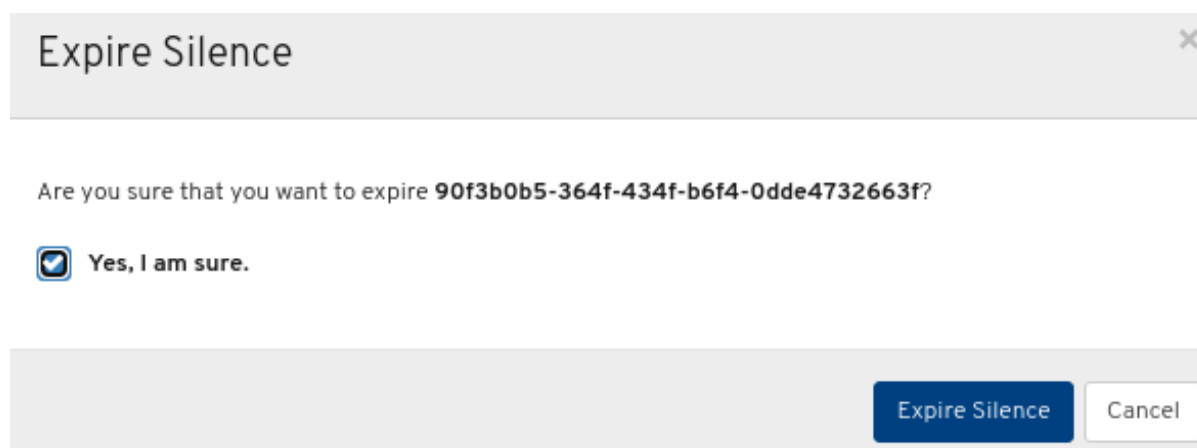 Expire Silence
Are you sure that you want to expire 90f3b0b5-364f-434f-b6f4-0dde4732663f?
Yes, I am sure.
Expire Silence
Cancel